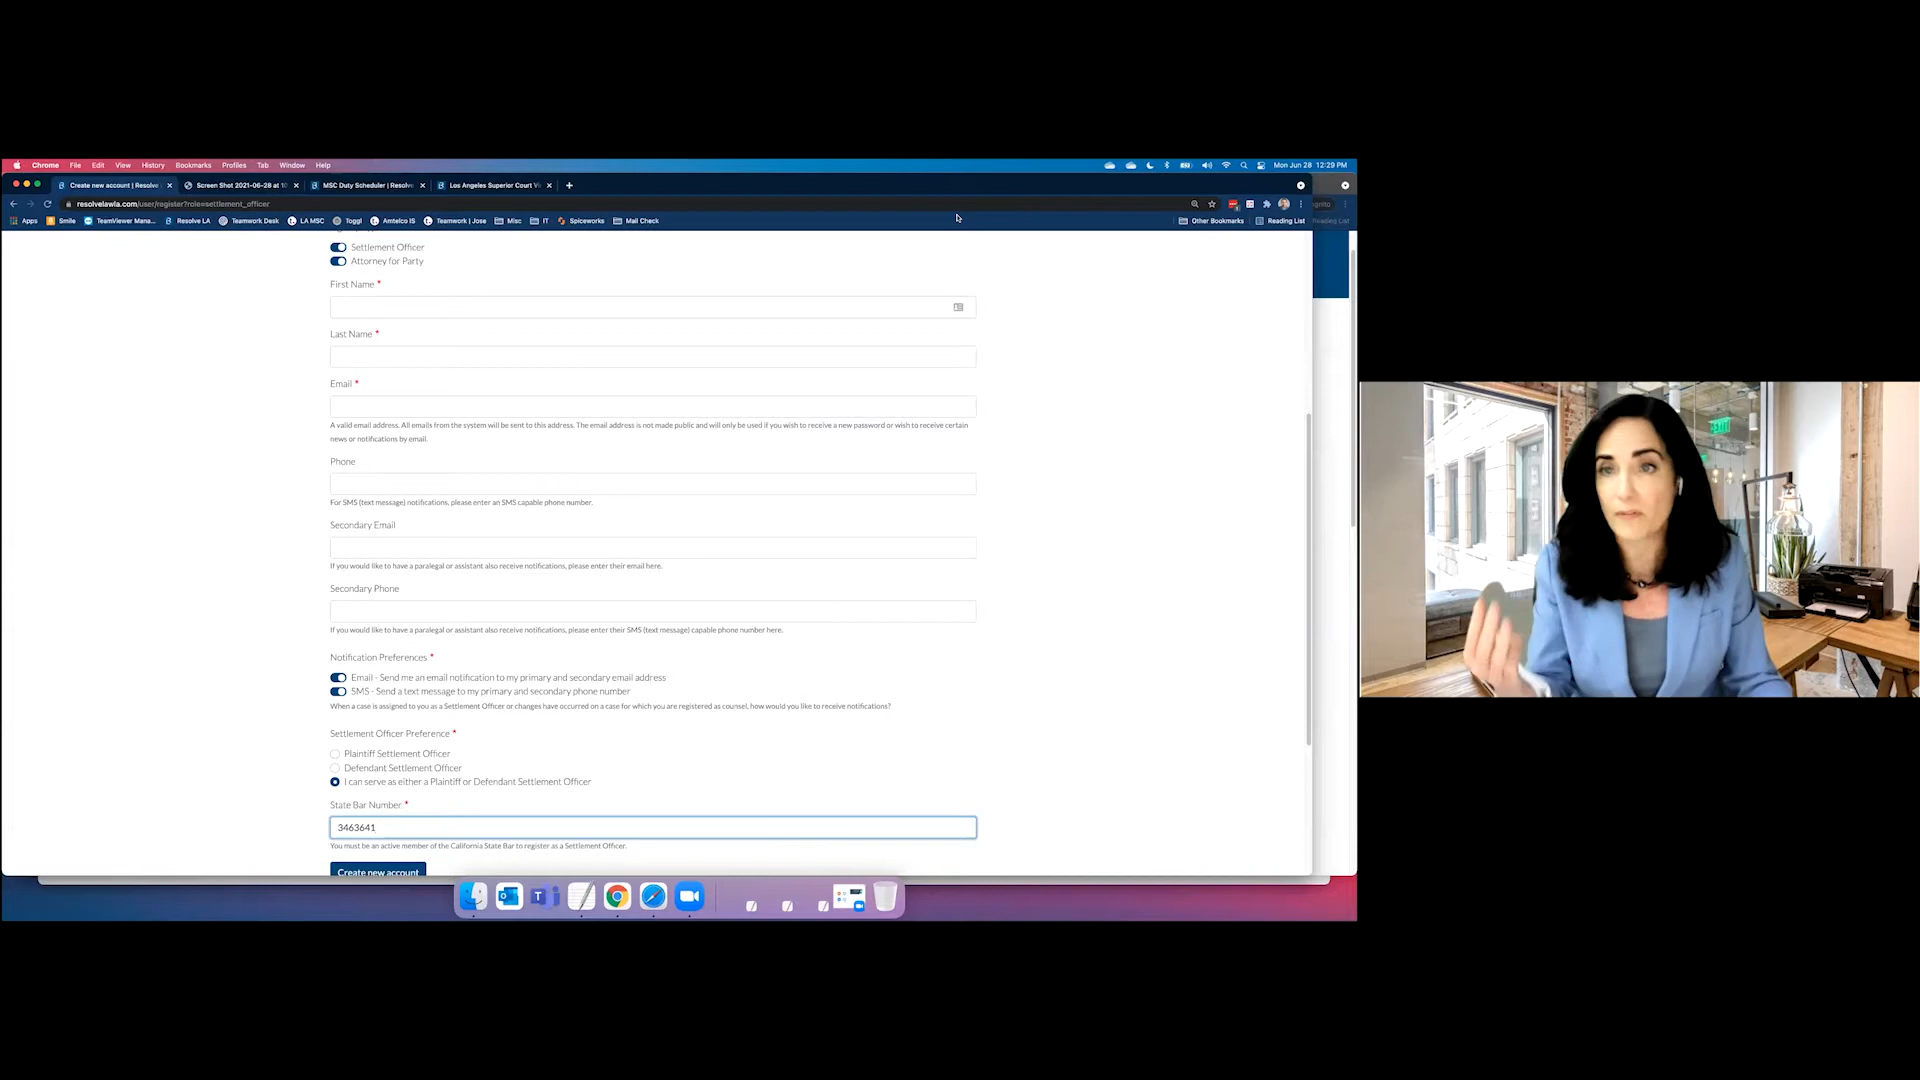 Chrome File Edit View History Bookmarks Profiles Tab Window Help Mon Jun 28 12:29 PM
Create new account | Resolve Screen Shot 2021-06-28 at 10 MSC Duty Scheduler | Resolve Los Angeles Superior Court Vi
resolvelawla.com/user/register?role=settlement_officer
Apps Smile TeamViewer Mana... Resolve LA Teamwork Desk LA MSC Toggl Amtelco IS Teamwork | Jose Misc IT Spiceworks Mail Check Other Bookmarks Reading List
Settlement Officer
Attorney for Party
First Name *
Last Name *
Email *
A valid email address. All emails from the system will be sent to this address. The email address is not made public and will only be used if you wish to receive a new password or wish to receive certain
news or notifications by email.
Phone
For SMS (text message) notifications, please enter an SMS capable phone number.
Secondary Email
If you would like to have a paralegal or assistant also receive notifications, please enter their email here.
Secondary Phone
If you would like to have a paralegal or assistant also receive notifications, please enter their SMS (text message) capable phone number here.
Notification Preferences *
Email - Send me an email notification to my primary and secondary email address
SMS - Send a text message to my primary and secondary phone number
When a case is assigned to you as a Settlement Officer or changes have occurred on a case for which you are registered as counsel, how would you like to receive notifications?
Settlement Officer Preference *
Plaintiff Settlement Officer
Defendant Settlement Officer
I can serve as either a Plaintiff or Defendant Settlement Officer
State Bar Number *
3463641
You must be an active member of the California State Bar to register as a Settlement Officer.
Create new account
EXIT